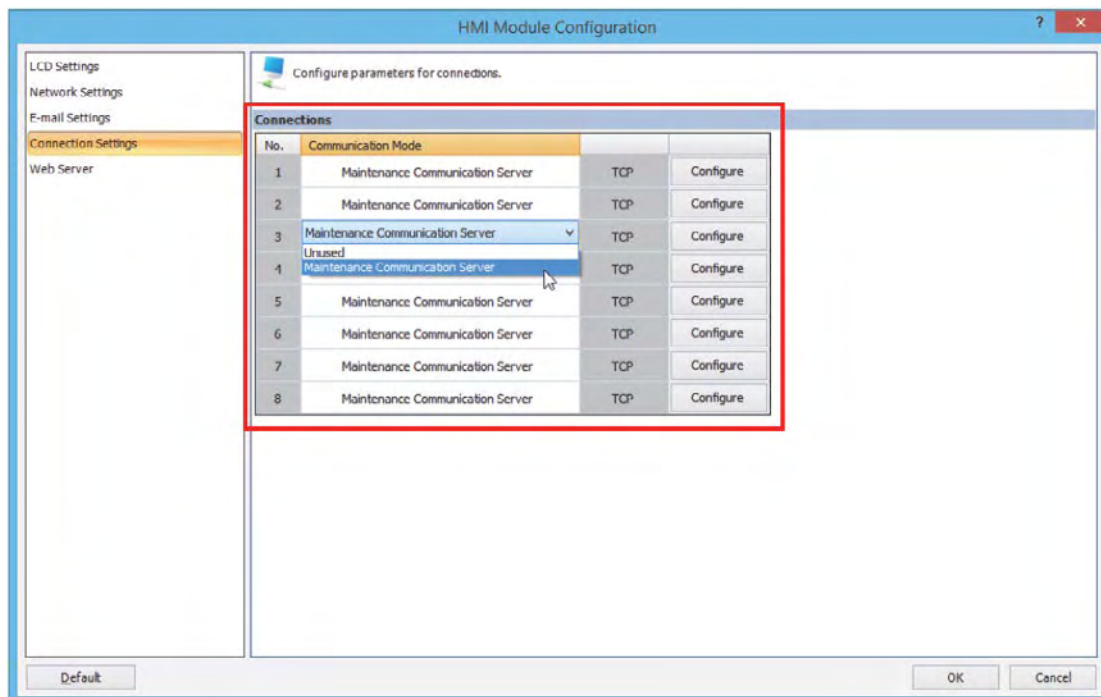 HMI Module Configuration
?
LCD Settings
Network Settings
E-mail Settings
Connection Settings
Web Server
Configure parameters for connections.
Connections
No. Communication Mode
1 Maintenance Communication Server TCP Configure
2 Maintenance Communication Server TCP Configure
3 Maintenance Communication Server TCP Configure
Unused
4 Maintenance Communication Server TCP Configure
5 Maintenance Communication Server TCP Configure
6 Maintenance Communication Server TCP Configure
7 Maintenance Communication Server TCP Configure
8 Maintenance Communication Server TCP Configure
Default OK Cancel